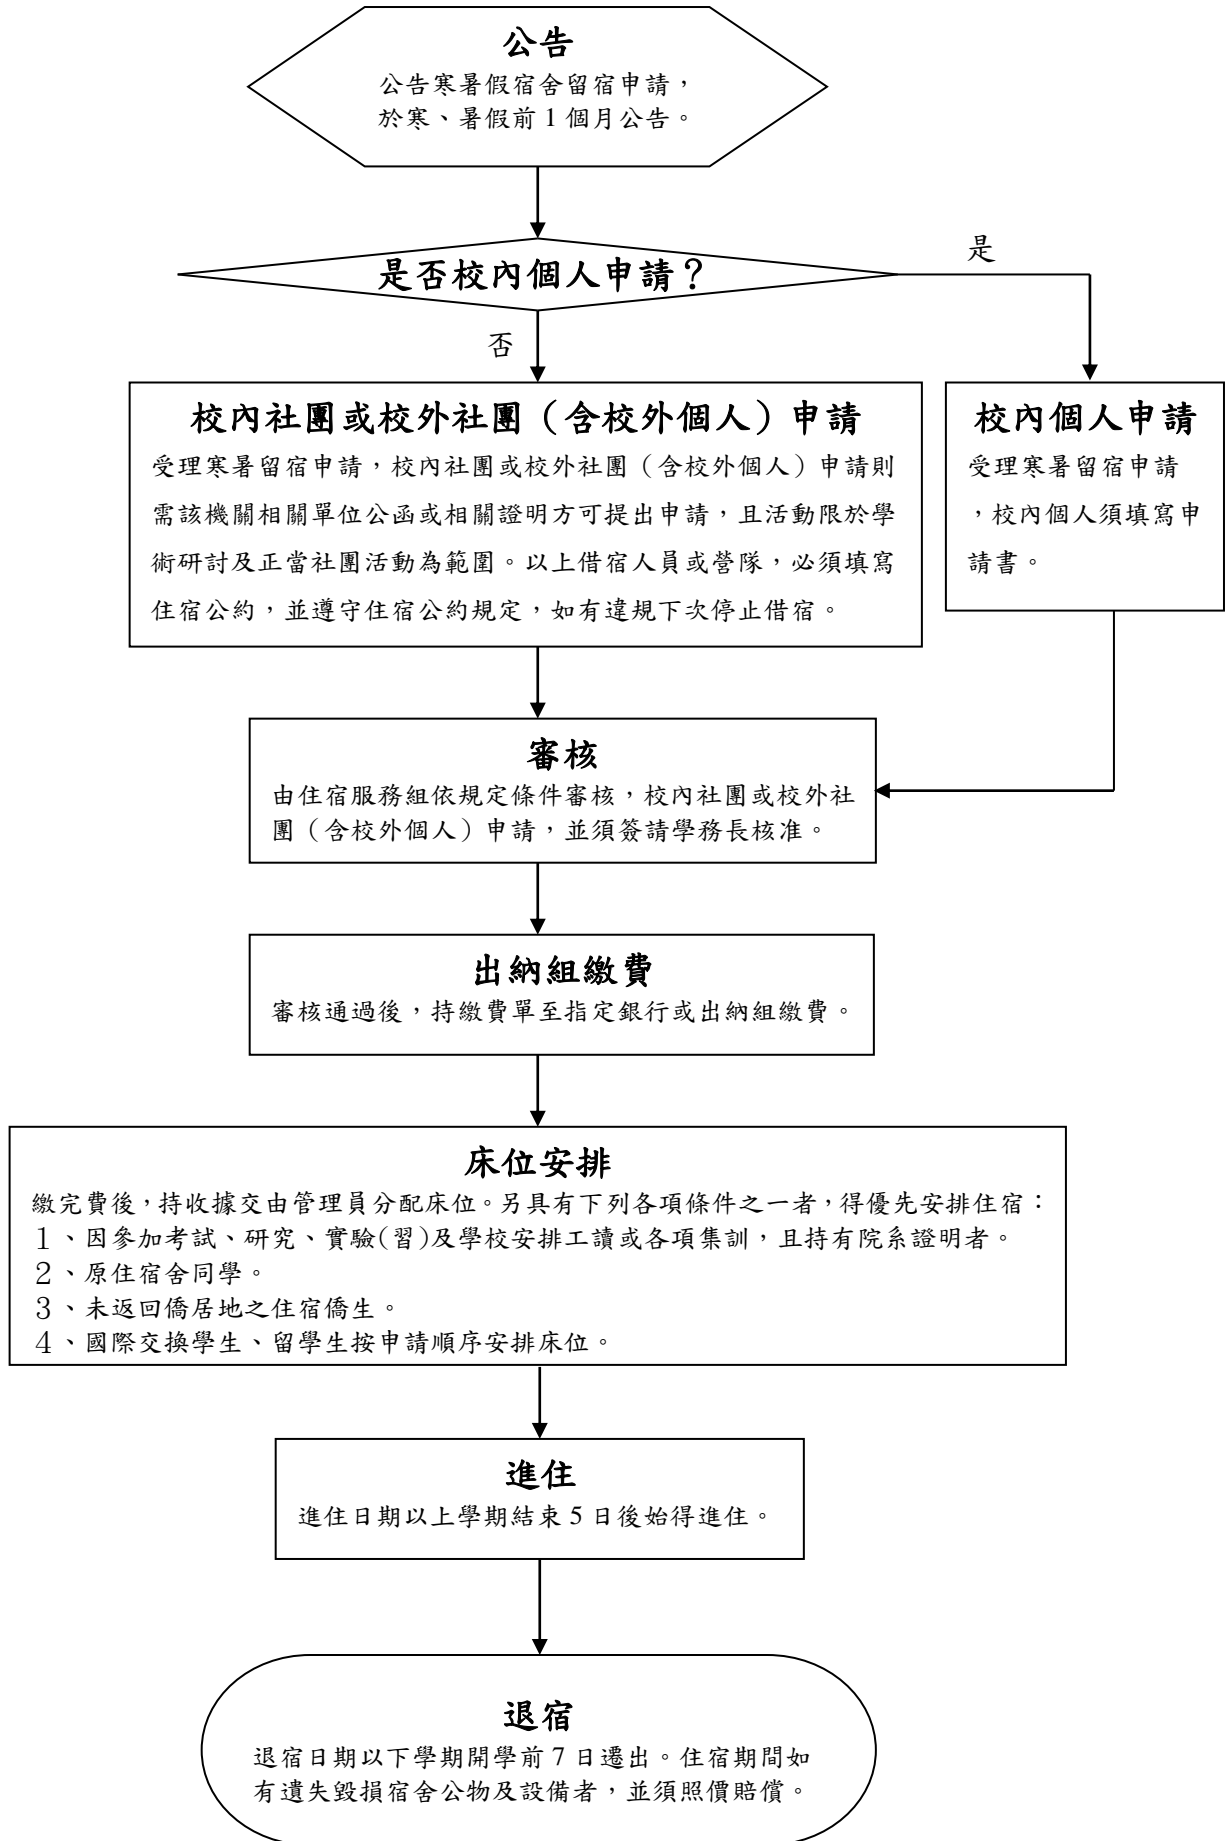 公告
公告寒暑假宿舍留宿申請，
於寒、暑假前 1 個月公告。
是否校內個人申請？
是
否
校內社團或校外社團（含校外個人）申請
受理寒暑留宿申請，校內社團或校外社團（含校外個人）申請則
需該機關相關單位公函或相關證明方可提出申請，且活動限於學
術研討及正當社團活動為範圍。以上借宿人員或營隊，必須填寫
住宿公約，並遵守住宿公約規定，如有違規下次停止借宿。
校內個人申請
受理寒暑留宿申請
，校內個人須填寫申
請書。
審核
由住宿服務組依規定條件審核，校內社團或校外社
團（含校外個人）申請，並須簽請學務長核准。
出納組繳費
審核通過後，持繳費單至指定銀行或出納組繳費。
床位安排
繳完費後，持收據交由管理員分配床位。另具有下列各項條件之一者，得優先安排住宿：
１、因參加考試、研究、實驗(習)及學校安排工讀或各項集訓，且持有院系證明者。
２、原住宿舍同學。
３、未返回僑居地之住宿僑生。
４、國際交換學生、留學生按申請順序安排床位。
進住
進住日期以上學期結束 5 日後始得進住。
退宿
退宿日期以下學期開學前 7 日遷出。住宿期間如
有遺失毀損宿舍公物及設備者，並須照價賠償。